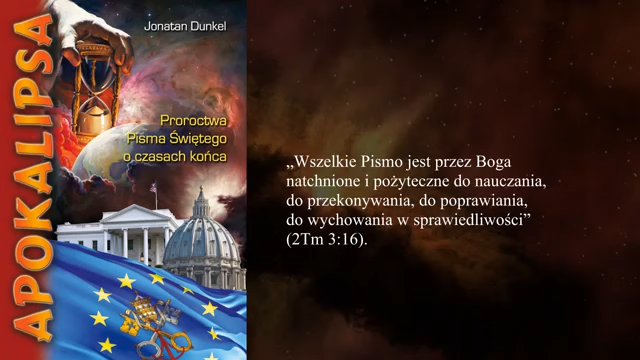 Jonatan Dunkel
APOKALIPSA
Proroctwa
Pisma Świętego
o czasach końca
„Wszelkie Pismo jest przez Boga
natchnione i pożyteczne do nauczania,
do przekonywania, do poprawiania,
do wychowania w sprawiedliwości”
(2Tm 3:16).